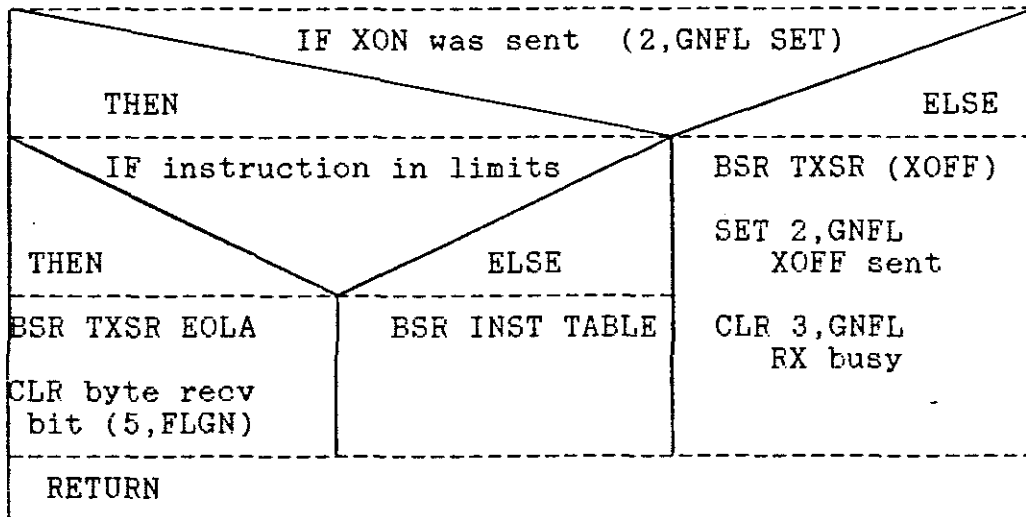 IF XON was sent (2,GNFL SET)
THEN
ELSE
IF instruction in limits
THEN
ELSE
BSR TXSR EOLA
CLR byte recv
bit (5,FLGN)
BSR INST TABLE
BSR TXSR (XOFF)
SET 2,GNFL
XOFF sent
CLR 3,GNFL
RX busy
RETURN